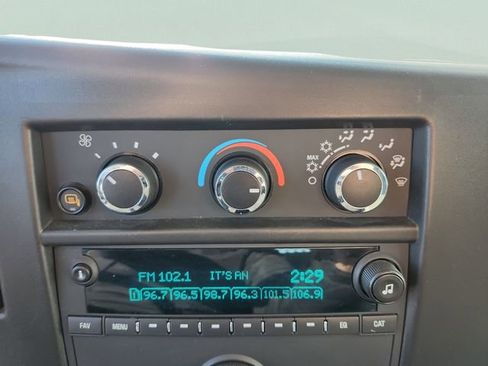 MAX
FM 102.1 IT'S AN 2:29
1 96.7 96.5 98.7 96.3 101.5 106.9
FAV MENU EQ CAT